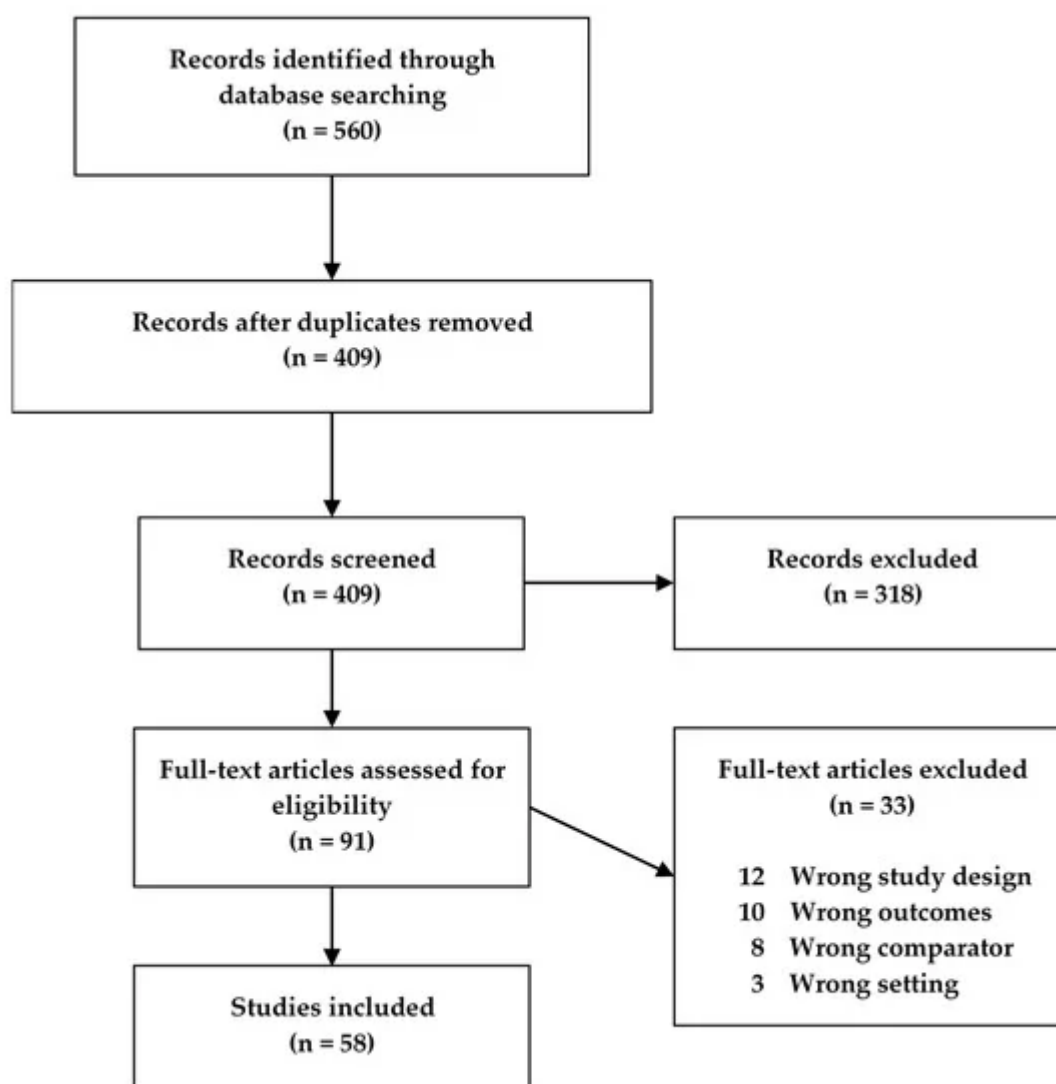 Records identified through
database searching
(n = 560)
Records after duplicates removed
(n = 409)
Records screened
(n = 409)
Records excluded
(n = 318)
Full-text articles assessed for
eligibility
(n = 91)
Full-text articles excluded
(n = 33)
12 Wrong study design
10 Wrong outcomes
8 Wrong comparator
3 Wrong setting
Studies included
(n = 58)